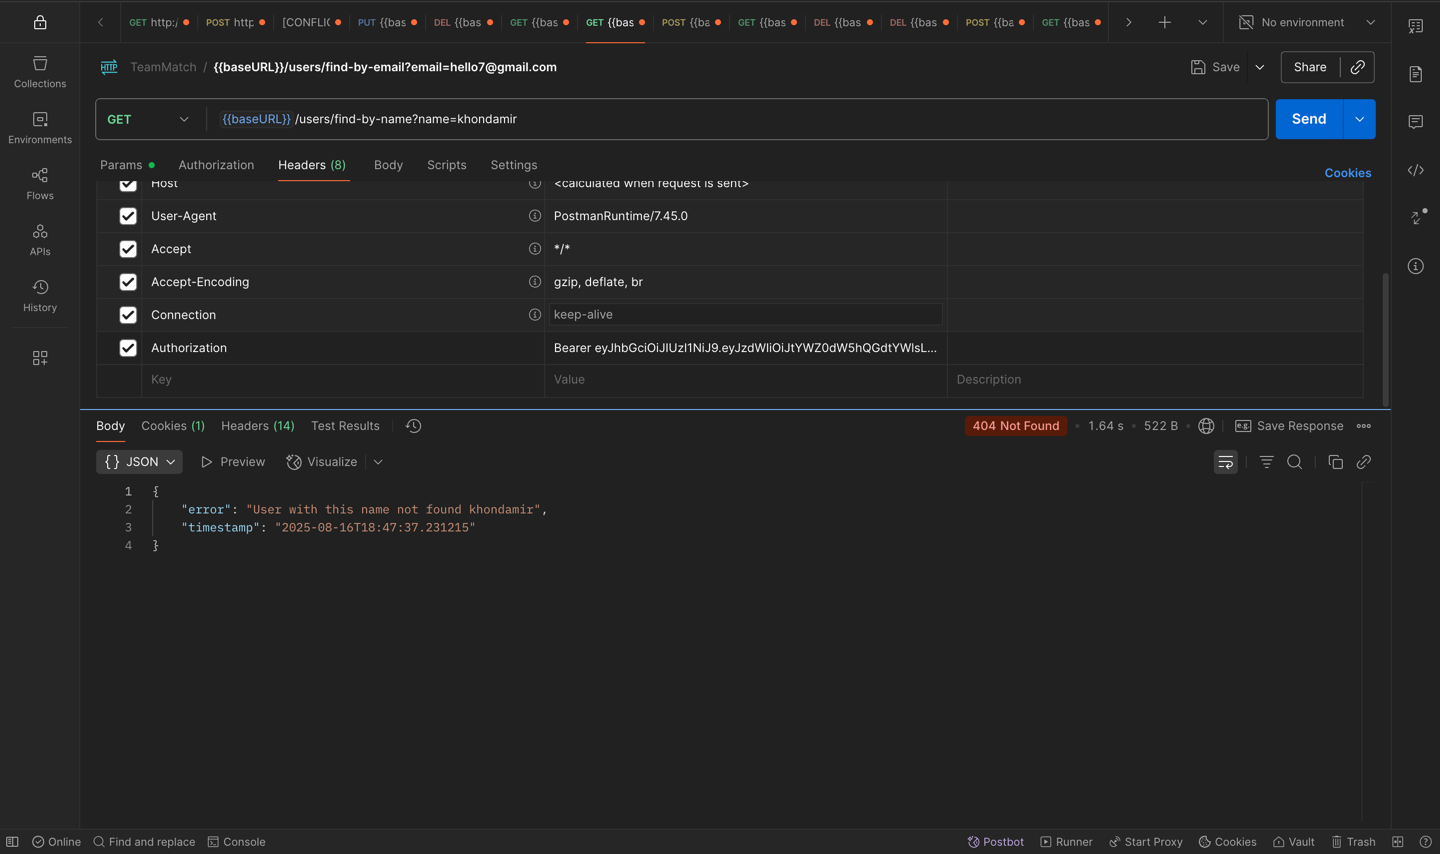 GET http:/ POST http [CONFLIC PUT {{bas DEL {{bas GET {{bas GET {{bas POST {{ba GET {{bas DEL {{bas DEL {{bas POST {{ba GET {{bas No environment
HTTP TeamMatch / {{baseURL}}/users/find-by-email?email=hello7@gmail.com Save Share
Collections
GET {{baseURL}} /users/find-by-name?name=khondamir Send
Environments
Params Authorization Headers (8) Body Scripts Settings Cookies
Flows
APIs
History
Host <calculated when request is sent>
User-Agent PostmanRuntime/7.45.0
Accept */*
Accept-Encoding gzip, deflate, br
Connection keep-alive
Authorization Bearer eyJhbGciOiJIUzI1NiJ9.eyJzdWIiOiJtYWZ0dW5hQGdtYWlsL...
Key Value Description
Body Cookies (1) Headers (14) Test Results 404 Not Found 1.64 s 522 B e.g. Save Response
{} JSON Preview Visualize
1 {
2 "error": "User with this name not found khondamir",
3 "timestamp": "2025-08-16T18:47:37.231215"
4 }
Online Find and replace Console Postbot Runner Start Proxy Cookies Vault Trash